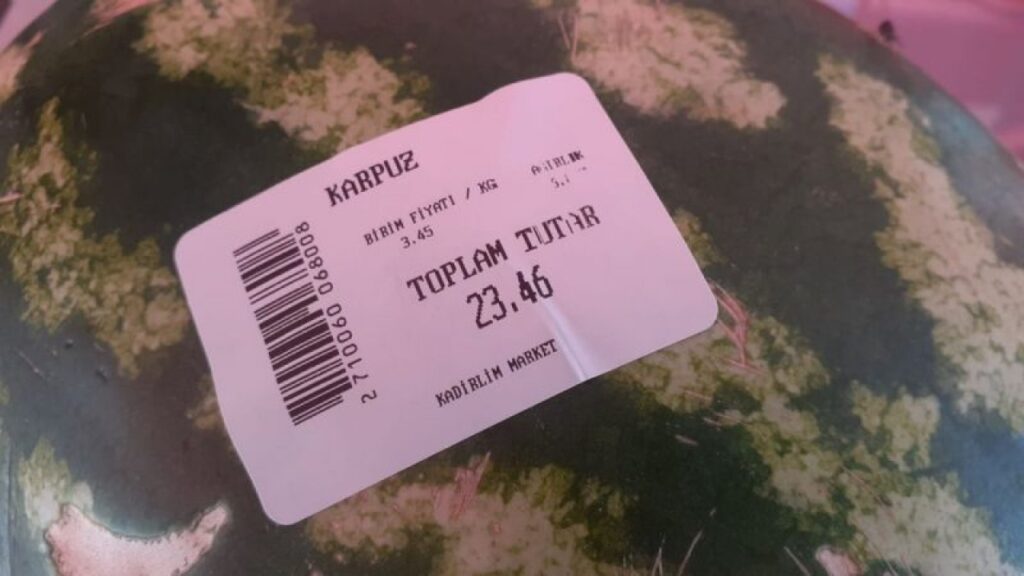 KARPUZ
BİRİM FİYATI / KG
3.45
TOPLAM TUTAR
23.46
KADİRLİM MARKET
2 710060 068008